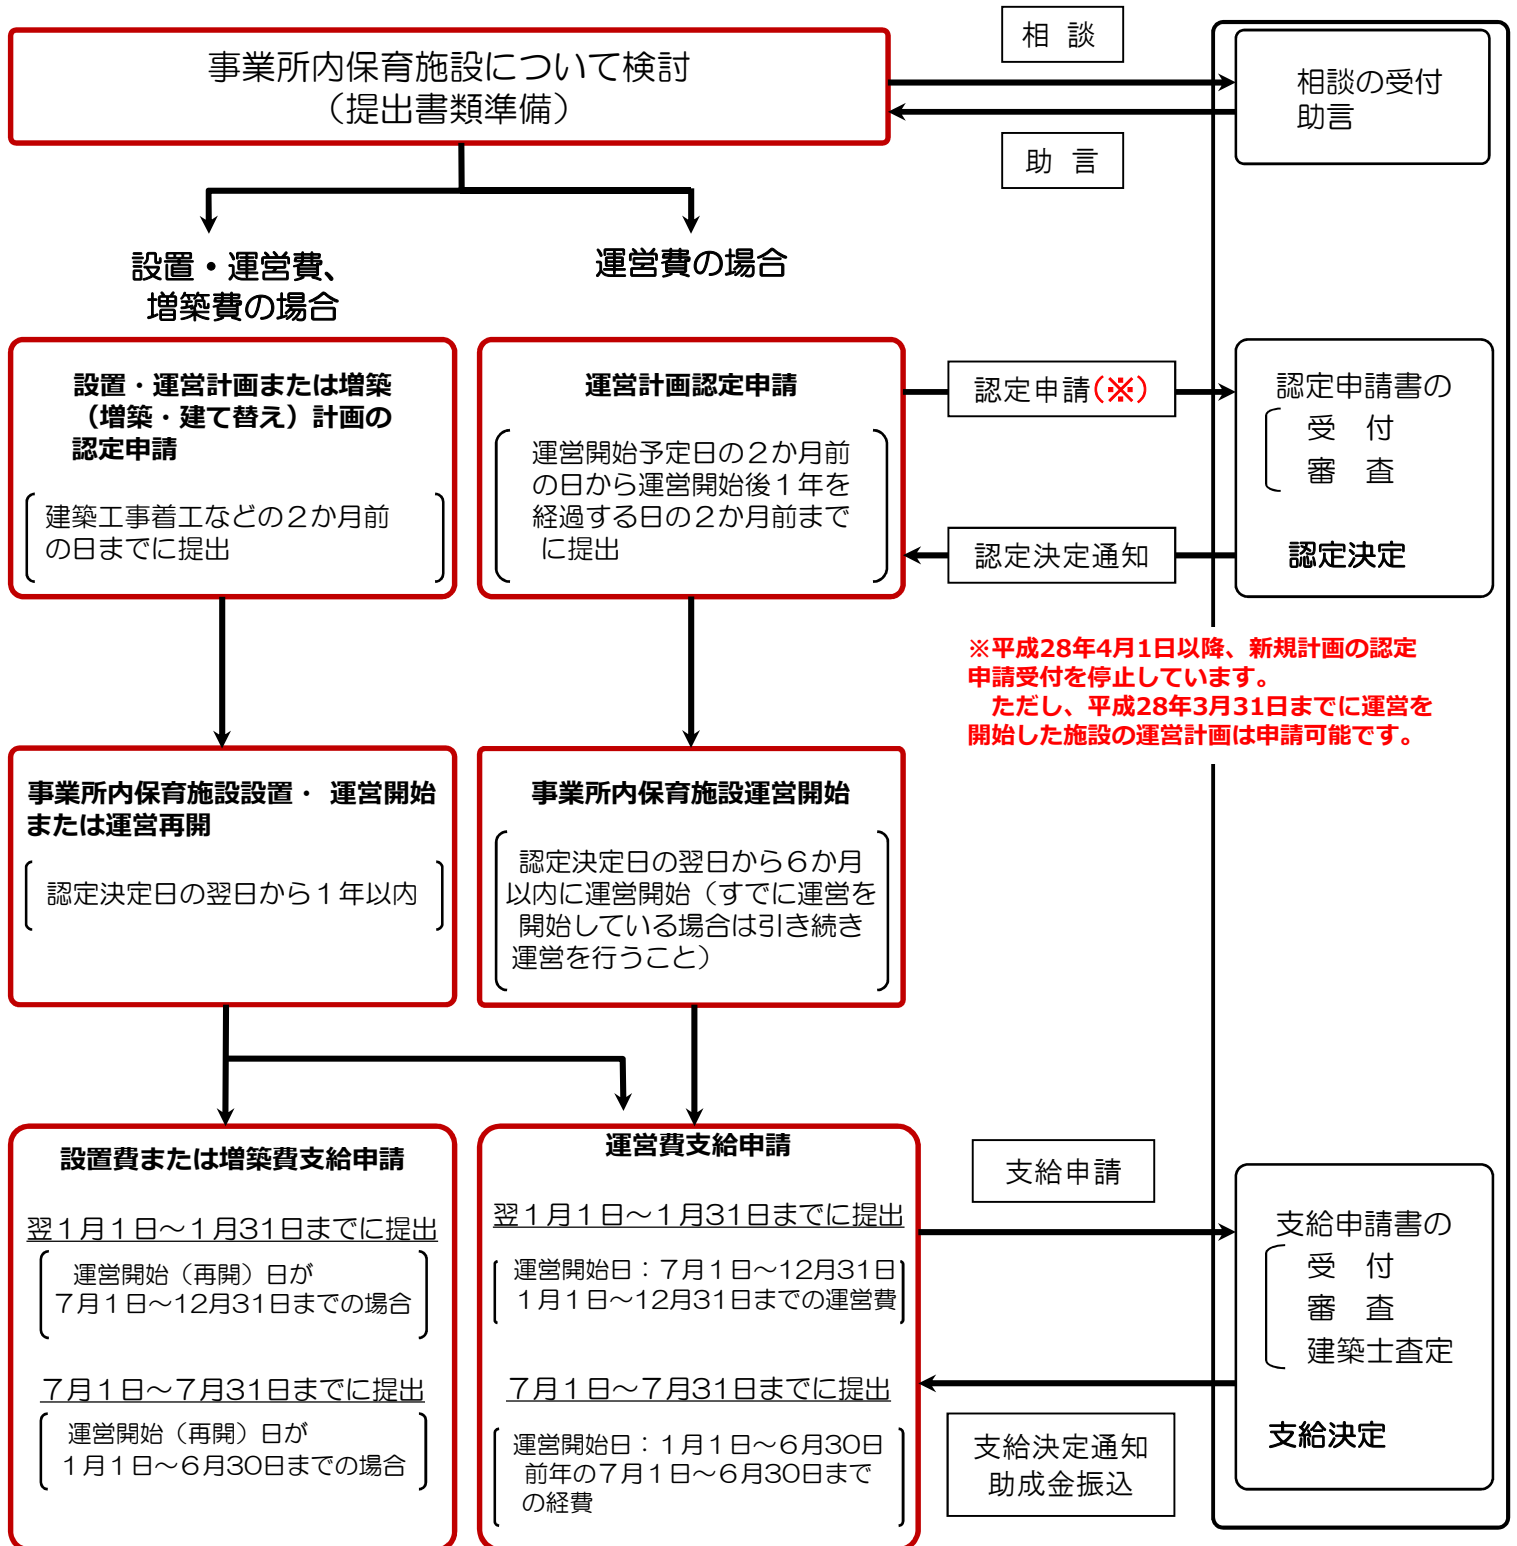 事業所内保育施設について検討
（提出書類準備）
相 談
助 言
相談の受付
助言
設置・運営費、
増築費の場合
運営費の場合
設置・運営計画または増築
（増築・建て替え）計画の
認定申請
建築工事着工などの２か月前
の日までに提出
運営計画認定申請
運営開始予定日の２か月前
の日から運営開始後１年を
経過する日の２か月前まで
に提出
認定申請(※)
認定決定通知
認定申請書の
受　付
審　査
認定決定
※平成28年4月1日以降、新規計画の認定
申請受付を停止しています。
ただし、平成28年3月31日までに運営を
開始した施設の運営計画は申請可能です。
事業所内保育施設設置・ 運営開始
または運営再開
認定決定日の翌日から１年以内
事業所内保育施設運営開始
認定決定日の翌日から６か月
以内に運営開始（すでに運営を
開始している場合は引き続き
運営を行うこと）
設置費または増築費支給申請
翌１月１日～１月31日までに提出
運営開始（再開）日が
７月１日～12月31日までの場合
７月１日～７月31日までに提出
運営開始（再開）日が
１月１日～６月30日までの場合
運営費支給申請
翌１月１日～１月31日までに提出
運営開始日：７月１日～12月31日
１月１日～12月31日までの運営費
７月１日～７月31日までに提出
運営開始日：１月１日～６月30日
前年の７月１日～６月30日まで
の経費
支給申請
支給決定通知
助成金振込
支給申請書の
受　付
審　査
建築士査定
支給決定